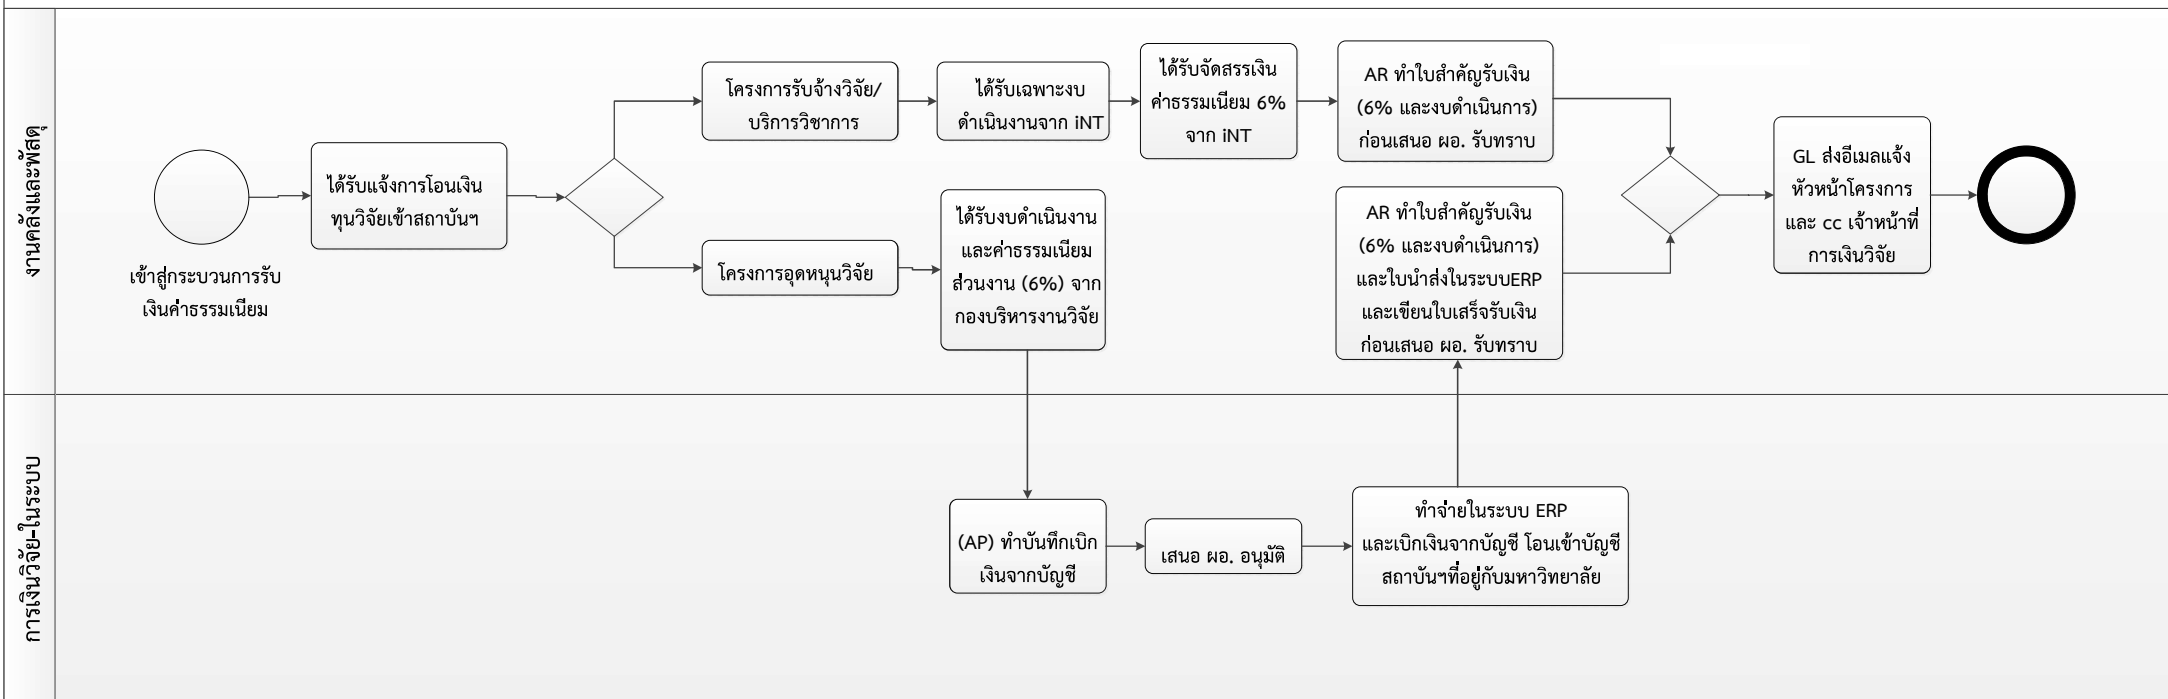 งานคลังและพัสดุ
เข้าสู่กระบวนการรับ
เงินค่าธรรมเนียม
ได้รับแจ้งการโอนเงิน
ทุนวิจัยเข้าสถาบันฯ
โครงการรับจ้างวิจัย/
บริการวิชาการ
ได้รับเฉพาะงบ
ดำเนินงานจาก iNT
ได้รับจัดสรรเงิน
ค่าธรรมเนียม 6%
จาก iNT
AR ทำใบสำคัญรับเงิน
(6% และงบดำเนินการ)
ก่อนเสนอ ผอ. รับทราบ
โครงการอุดหนุนวิจัย
ได้รับงบดำเนินงาน
และค่าธรรมเนียม
ส่วนงาน (6%) จาก
กองบริหารงานวิจัย
AR ทำใบสำคัญรับเงิน
(6% และงบดำเนินการ)
และใบนำส่งในระบบERP
และเขียนใบเสร็จรับเงิน
ก่อนเสนอ ผอ. รับทราบ
GL ส่งอีเมลแจ้ง
หัวหน้าโครงการ
และ cc เจ้าหน้าที่
การเงินวิจัย
การเงินวิจัย-ในระบบ
(AP) ทำบันทึกเบิก
เงินจากบัญชี
เสนอ ผอ. อนุมัติ
ทำจ่ายในระบบ ERP
และเบิกเงินจากบัญชี โอนเข้าบัญชี
สถาบันฯที่อยู่กับมหาวิทยาลัย